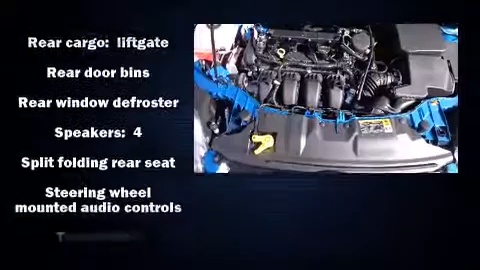 Rear cargo: liftgate
Rear door bins
Rear window defroster
Speakers: 4
Split folding rear seat
Steering wheel
mounted audio controls